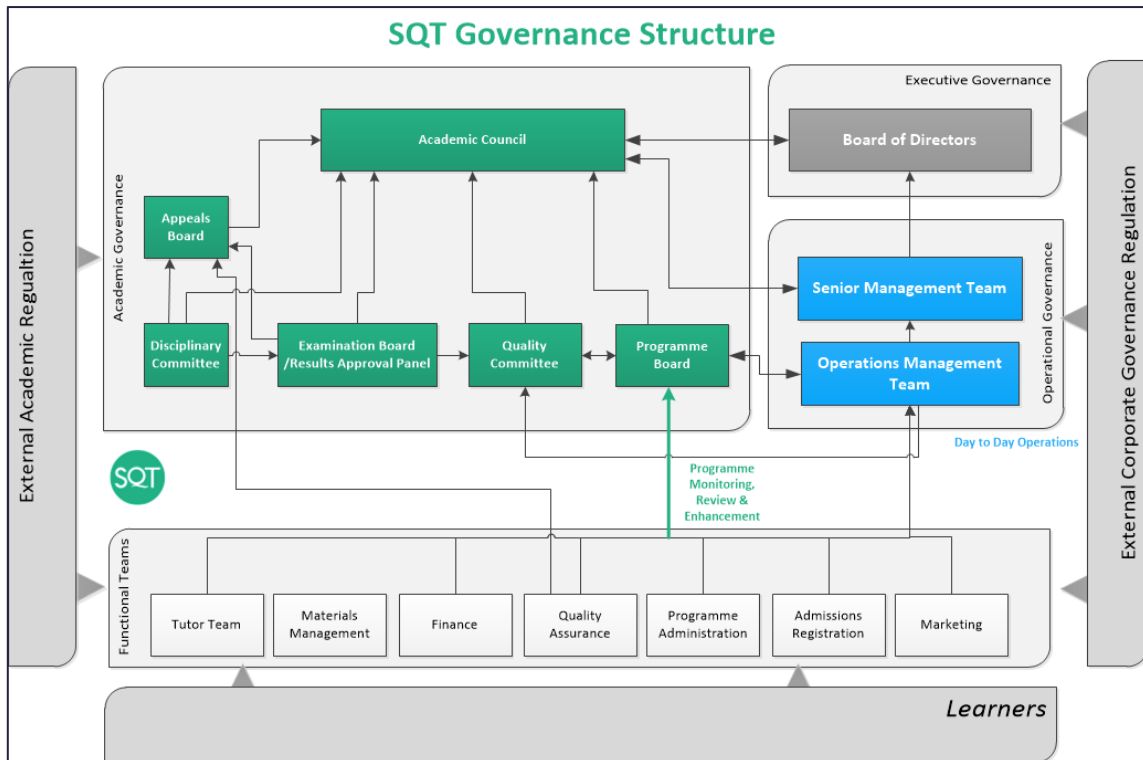 SQT Governance Structure
External Academic Regualtion
Academic Governance
Academic Council
Appeals
Board
Disciplinary
Committee
Examination Board
/Results Approval Panel
Quality
Committee
Programme
Board
Executive Governance
Board of Directors
Operational Governance
Senior Management Team
Operations Management
Team
Day to Day Operations
External Corporate Governance Regulation
SQT
Programme
Monitoring,
Review &
Enhancement
Functional Teams
Tutor Team
Materials
Management
Finance
Quality
Assurance
Programme
Administration
Admissions
Registration
Marketing
Learners